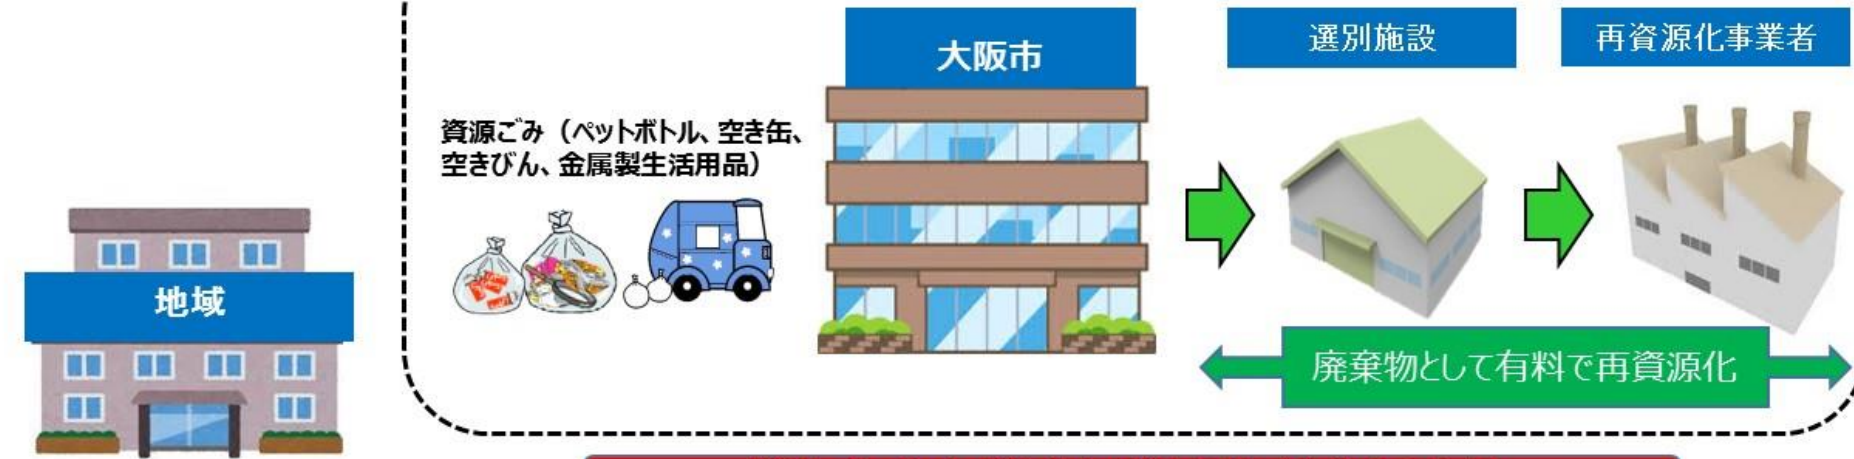 大阪市
選別施設
再資源化事業者
資源ごみ（ペットボトル、空き缶、
空きびん、金属製生活用品）
地域
廃棄物として有料で再資源化